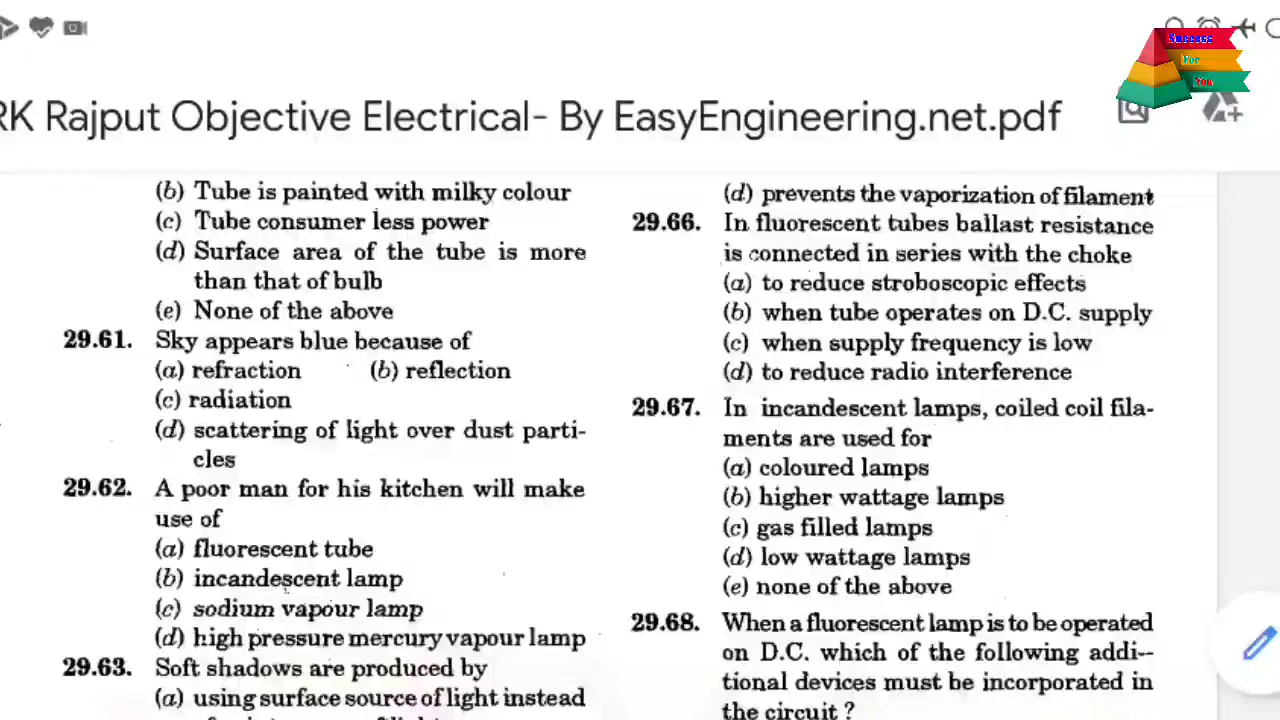 Success
For
You
RK Rajput Objective Electrical- By EasyEngineering.net.pdf
(b) Tube is painted with milky colour
(c) Tube consumer less power
(d) Surface area of the tube is more
than that of bulb
(e) None of the above
29.61. Sky appears blue because of
(a) refraction (b) reflection
(c) radiation
(d) scattering of light over dust parti-
cles
29.62. A poor man for his kitchen will make
use of
(a) fluorescent tube
(b) incandescent lamp
(c) sodium vapour lamp
(d) high pressure mercury vapour lamp
29.63. Soft shadows are produced by
(a) using surface source of light instead
(d) prevents the vaporization of filament
29.66. In fluorescent tubes ballast resistance
is connected in series with the choke
(a) to reduce stroboscopic effects
(b) when tube operates on D.C. supply
(c) when supply frequency is low
(d) to reduce radio interference
29.67. In incandescent lamps, coiled coil fila-
ments are used for
(a) coloured lamps
(b) higher wattage lamps
(c) gas filled lamps
(d) low wattage lamps
(e) none of the above
29.68. When a fluorescent lamp is to be operated
on D.C. which of the following addi-
tional devices must be incorporated in
the circuit ?